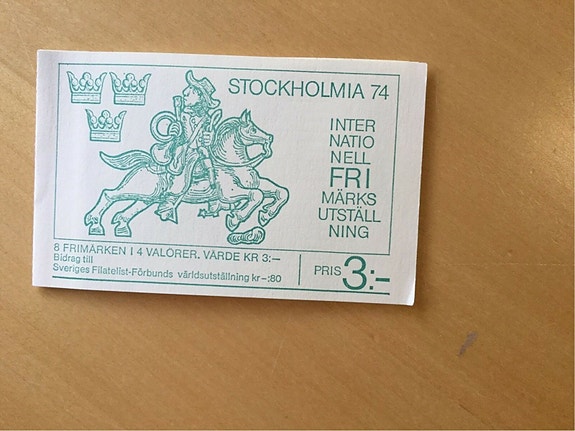 STOCKHOLMIA 74
INTER
NATIO
NELL
FRI
MÄRKS
UTSTÄLL
NING
8 FRIMÄRKEN I 4 VALÖRER. VÄRDE KR 3:–
Bidrag till
Sveriges Filatelist-Förbunds världsutställning kr –:80
PRIS 3:–